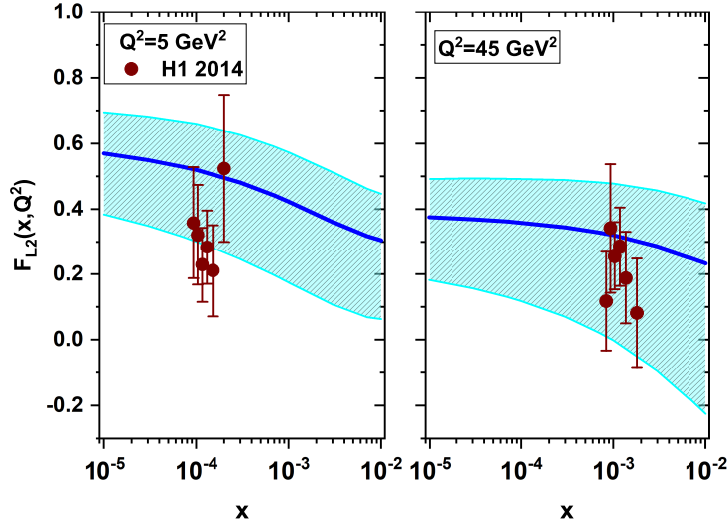 Q²=5 GeV²
H1 2014
Q²=45 GeV²
F_L2(x,Q²)
1.0
0.8
0.6
0.4
0.2
0.0
-0.2
10⁻⁵ 10⁻⁴ 10⁻³ 10⁻²
10⁻⁵ 10⁻⁴ 10⁻³ 10⁻²
x
x